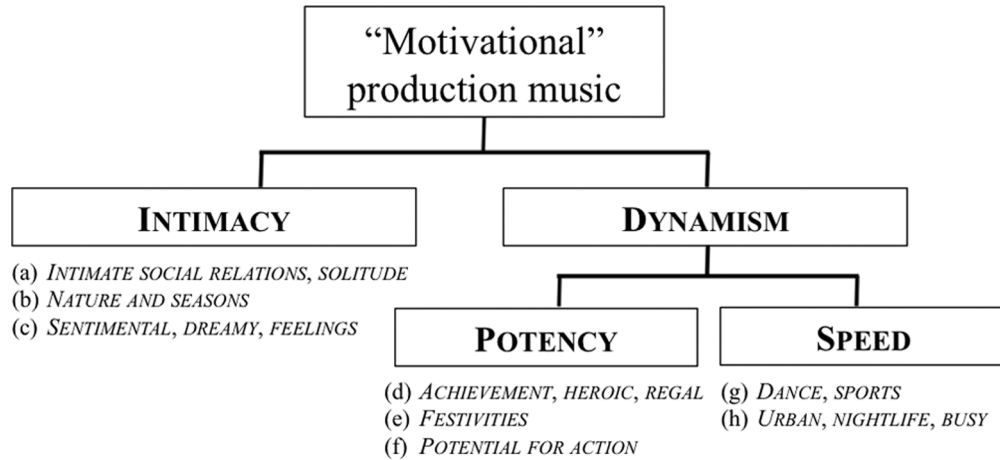 “Motivational”
production music
INTIMACY
DYNAMISM
(a) INTIMATE SOCIAL RELATIONS, SOLITUDE
(b) NATURE AND SEASONS
(c) SENTIMENTAL, DREAMY, FEELINGS
POTENCY
SPEED
(d) ACHIEVEMENT, HEROIC, REGAL
(e) FESTIVITIES
(f) POTENTIAL FOR ACTION
(g) DANCE, SPORTS
(h) URBAN, NIGHTLIFE, BUSY